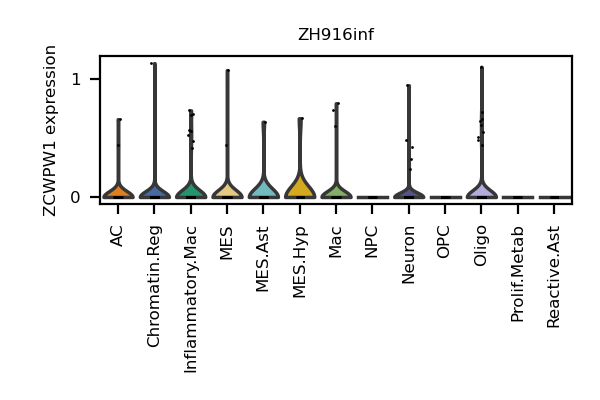 ZH916inf
ZCWPW1 expression
1
0
AC
Chromatin.Reg
Inflammatory.Mac
MES
MES.Ast
MES.Hyp
Mac
NPC
Neuron
OPC
Oligo
Prolif.Metab
Reactive.Ast